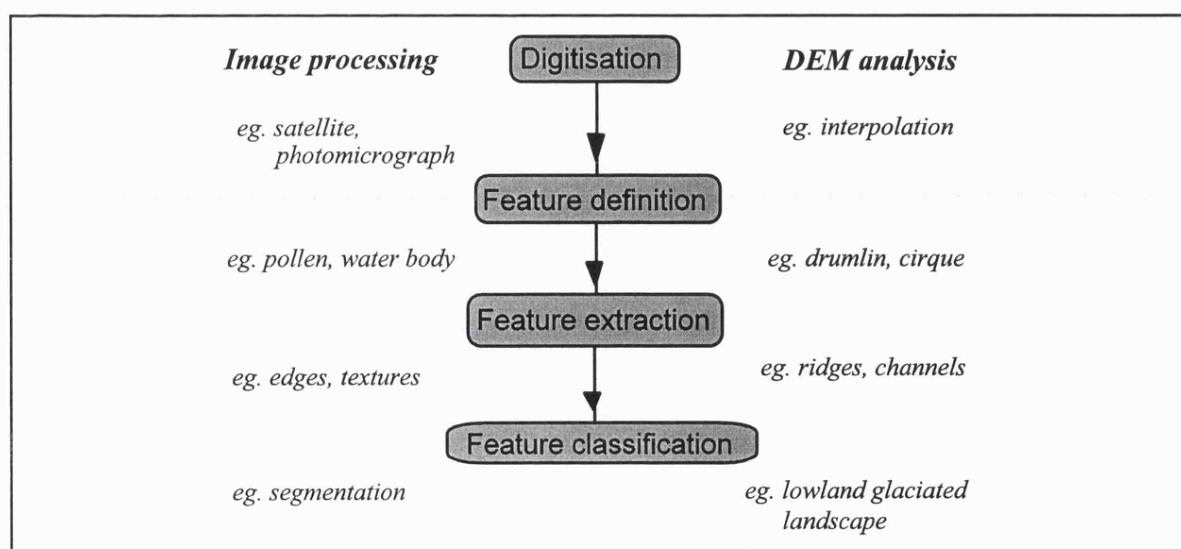 Image processing
Digitisation
DEM analysis
eg. satellite,
photomicrograph
eg. interpolation
Feature definition
eg. pollen, water body
eg. drumlin, cirque
Feature extraction
eg. edges, textures
eg. ridges, channels
Feature classification
eg. segmentation
eg. lowland glaciated
landscape